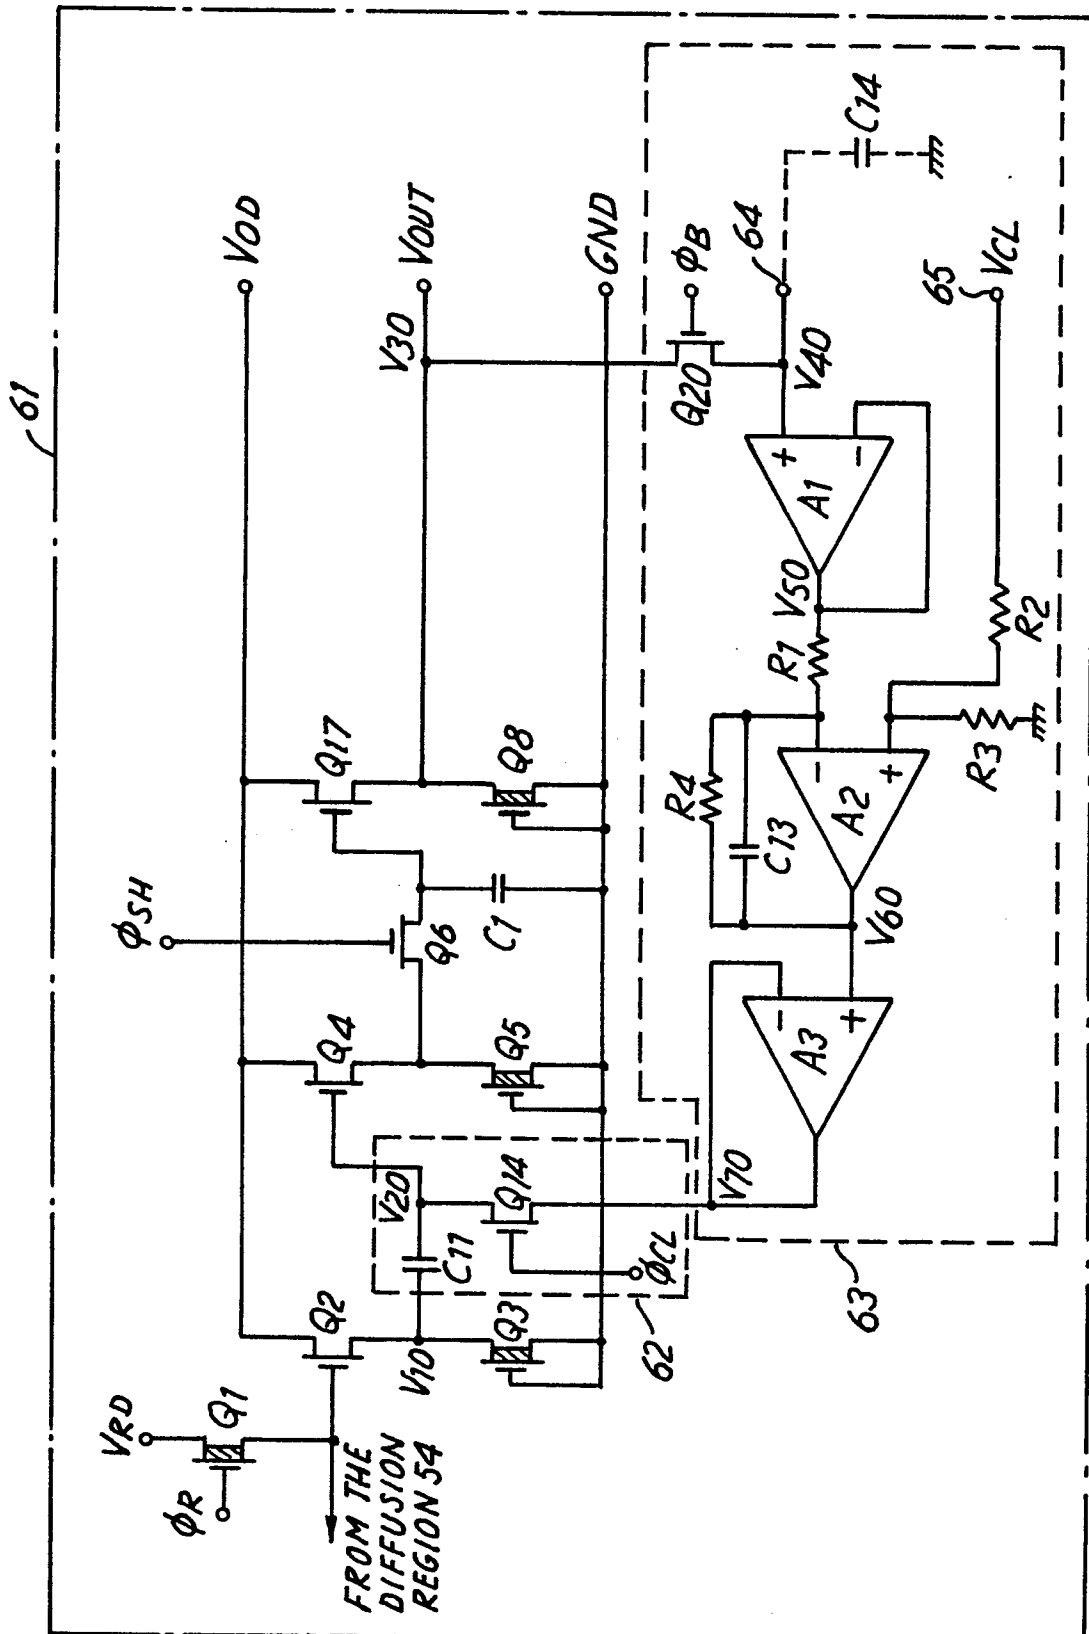 61
VOD
VOUT
V30
GND
φSH
Q17
Q8
Q4
Q5
Q6
C1
Q2
Q3
V10
V20
C11
Q14
φCL
62
VRD
Q1
φR
FROM THE
DIFFUSION
REGION 54
φB
Q20
64
C14
V40
65
VCL
+
−
A1
V50
R1
R2
R3
R4
C13
−
+
A2
V60
−
+
A3
V70
63